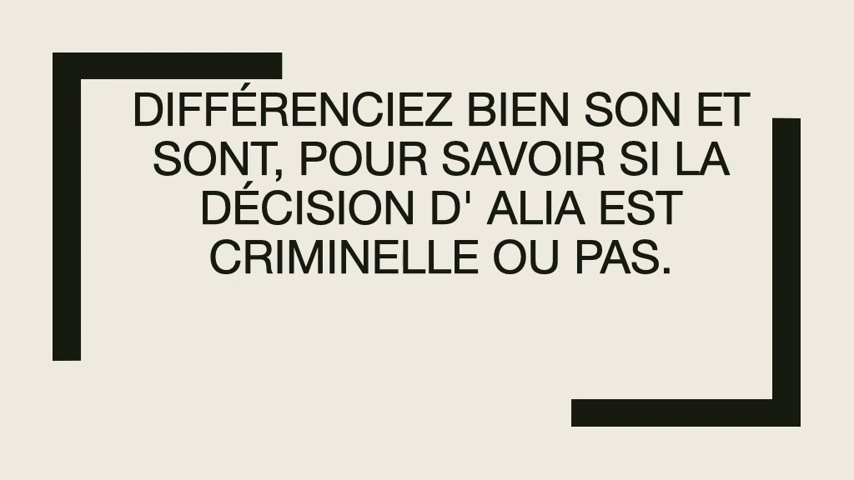 DIFFÉRENCIEZ BIEN SON ET
SONT, POUR SAVOIR SI LA
DÉCISION D' ALIA EST
CRIMINELLE OU PAS.